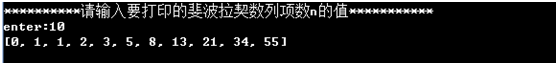 **********请输入要打印的斐波拉契数列项数n的值***********
enter:10
[0, 1, 1, 2, 3, 5, 8, 13, 21, 34, 55]